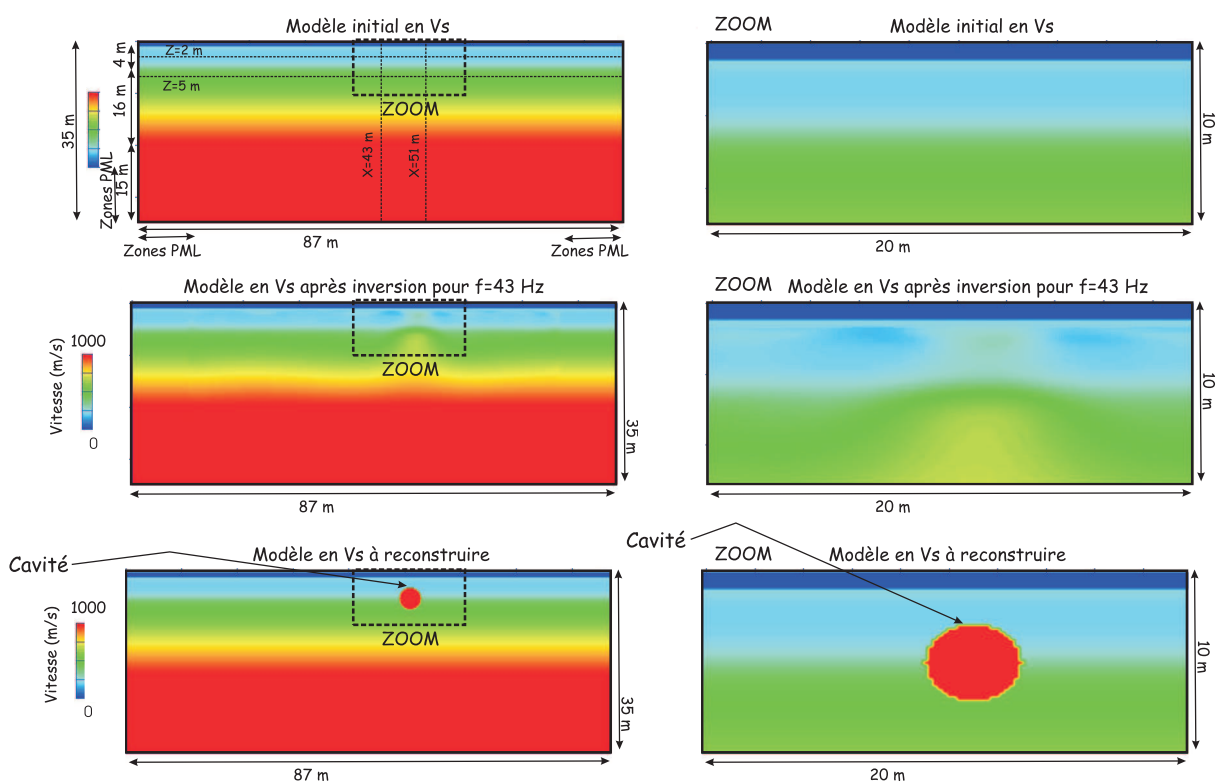 Modèle initial en Vs
Z=2 m
Z=5 m
4 m
16 m
15 m
35 m
Zones PML
X=43 m
X=51 m
ZOOM
87 m
Zones PML
Zones PML
ZOOM
Modèle initial en Vs
10 m
20 m
Modèle en Vs après inversion pour f=43 Hz
Vitesse (m/s)
1000
0
ZOOM
35 m
87 m
ZOOM
Modèle en Vs après inversion pour f=43 Hz
10 m
20 m
Cavité
Modèle en Vs à reconstruire
Vitesse (m/s)
1000
0
ZOOM
35 m
87 m
Cavité
ZOOM
Modèle en Vs à reconstruire
10 m
20 m